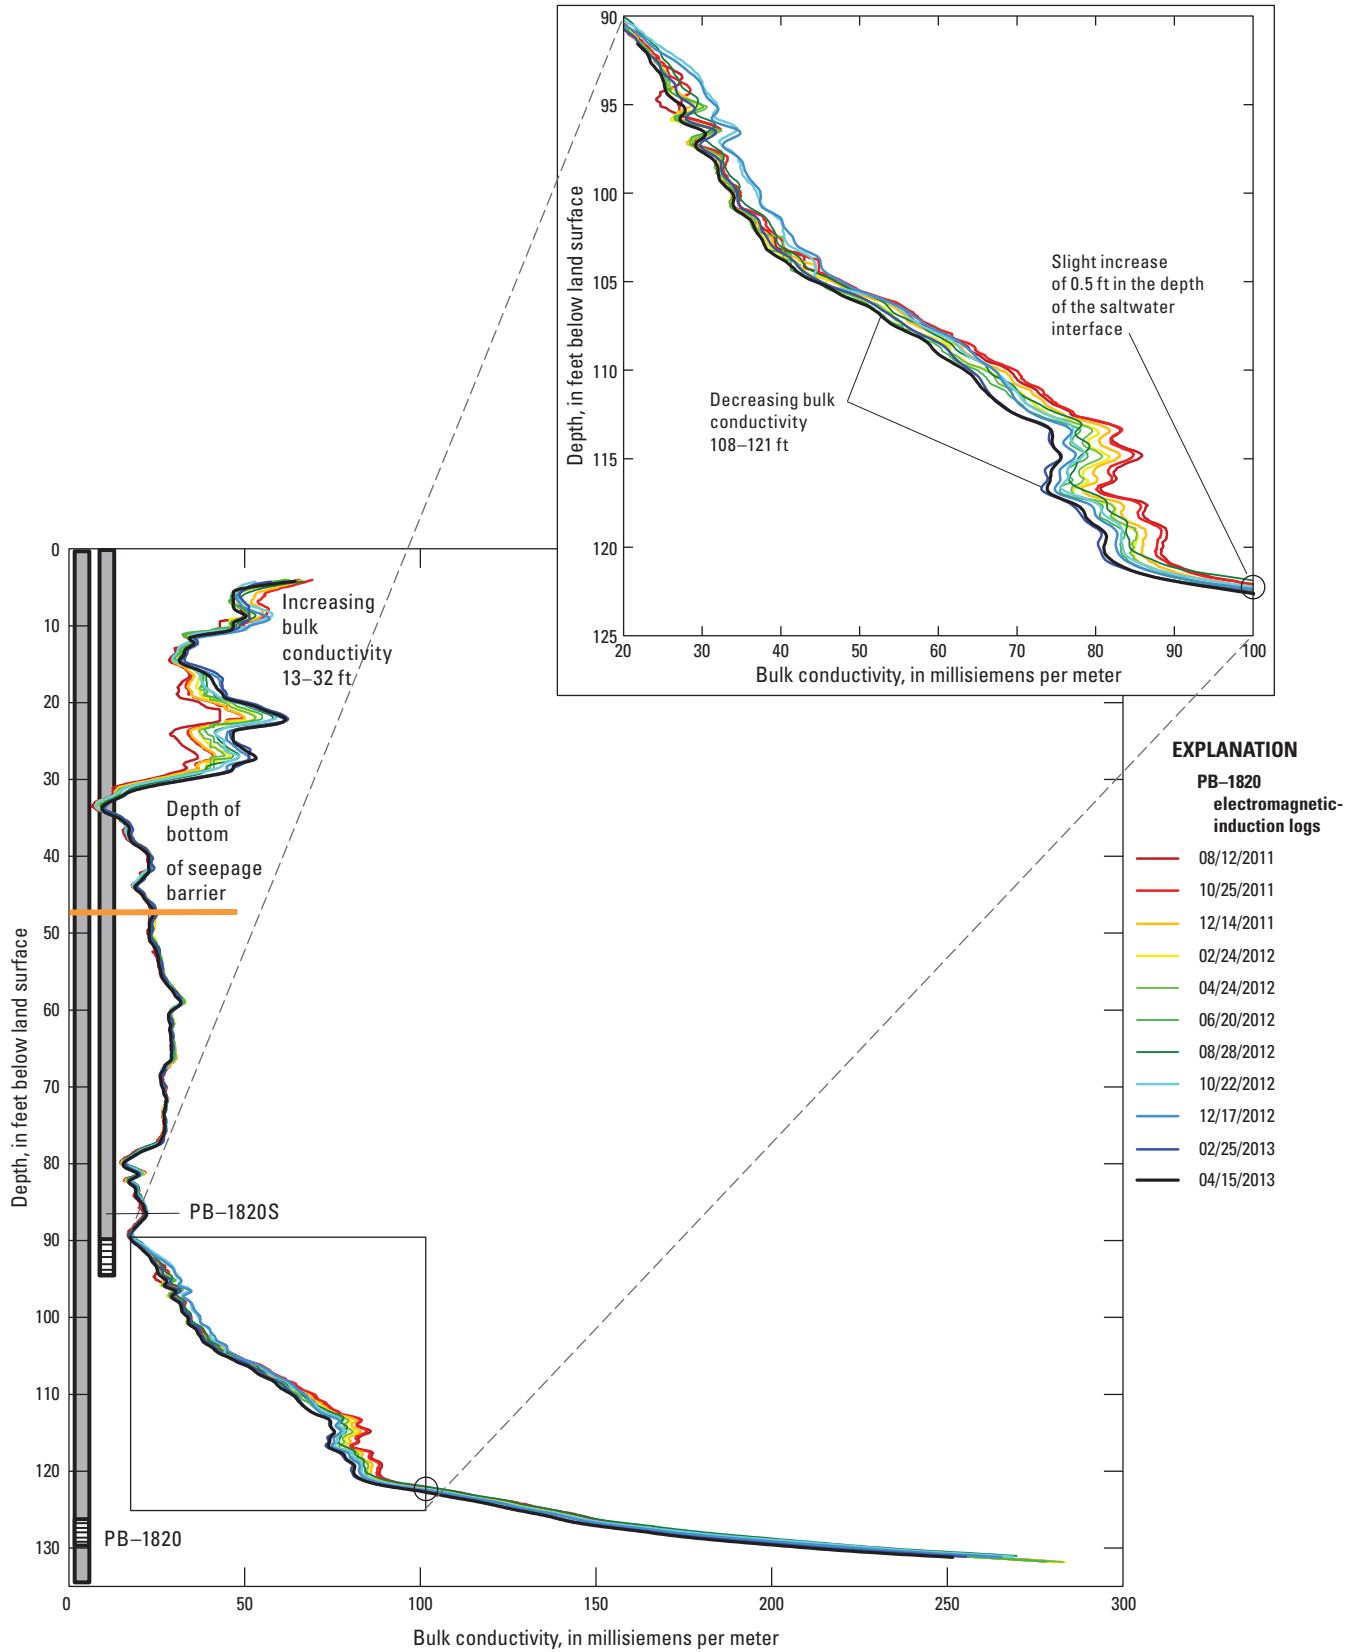 90
95
100
105
110
115
120
125
Depth, in feet below land surface
20
30
40
50
60
70
80
90
100
Bulk conductivity, in millisiemens per meter
Slight increase
of 0.5 ft in the depth
of the saltwater
interface
Decreasing bulk
conductivity
108–121 ft
0
10
20
30
40
50
60
70
80
90
100
110
120
130
Depth, in feet below land surface
Increasing
bulk
conductivity
13–32 ft
Depth of
bottom
of seepage
barrier
PB–1820S
PB–1820
0
50
100
150
200
250
300
Bulk conductivity, in millisiemens per meter
EXPLANATION
PB–1820
electromagnetic-
induction logs
08/12/2011
10/25/2011
12/14/2011
02/24/2012
04/24/2012
06/20/2012
08/28/2012
10/22/2012
12/17/2012
02/25/2013
04/15/2013